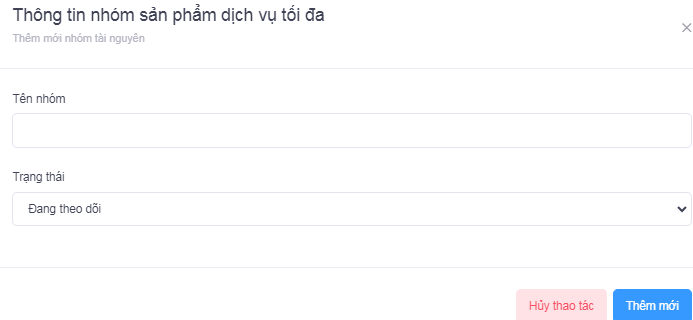 Thông tin nhóm sản phẩm dịch vụ tối đa
Thêm mới nhóm tài nguyên
Tên nhóm
Trạng thái
Đang theo dõi
Hủy thao tác
Thêm mới